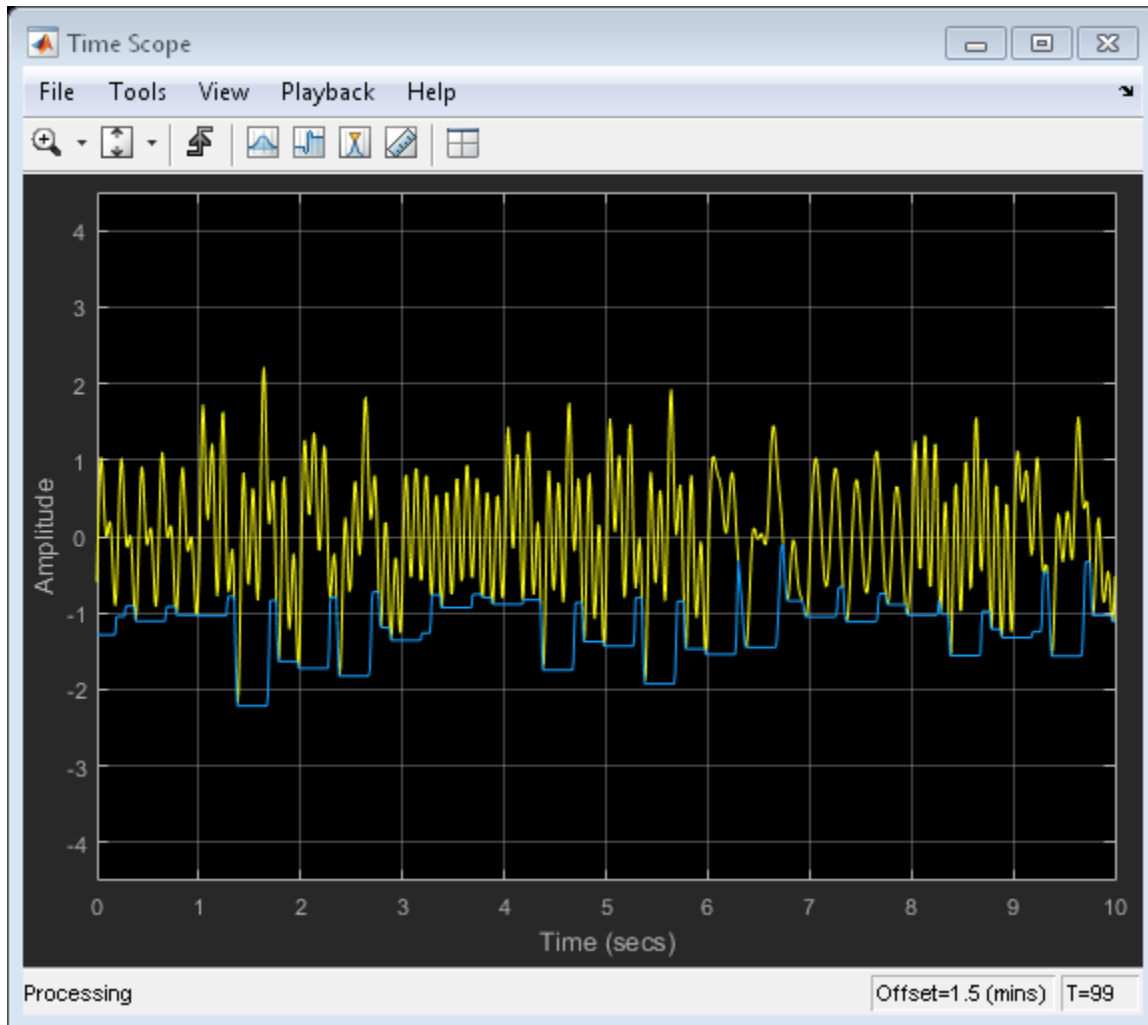 Time Scope
File Tools View Playback Help
4
3
2
1
0
-1
-2
-3
-4
Amplitude
0 1 2 3 4 5 6 7 8 9 10
Time (secs)
Processing Offset=1.5 (mins) T=99